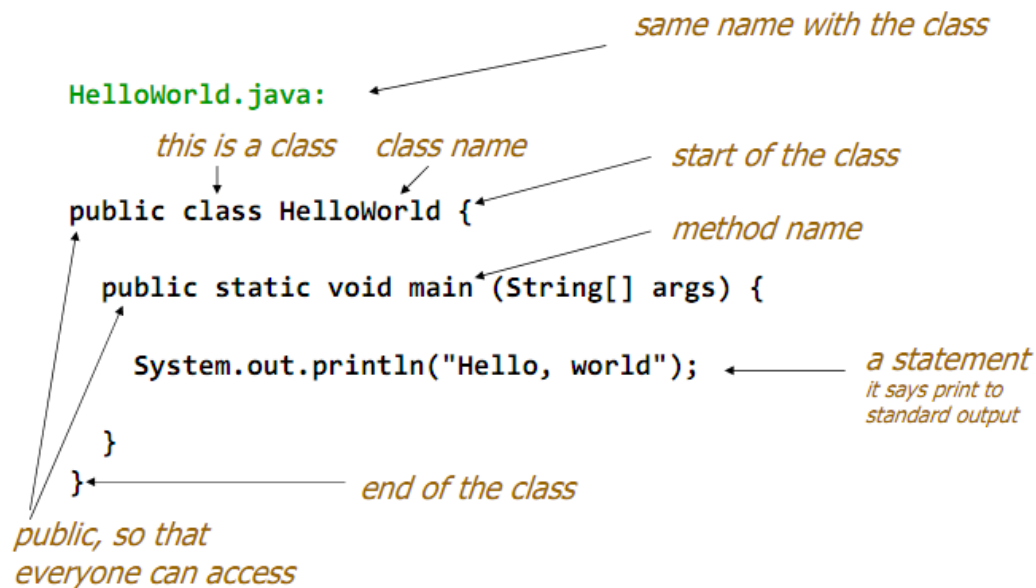 same name with the class
HelloWorld.java:
this is a class class name
start of the class
public class HelloWorld {
method name
public static void main (String[] args) {
System.out.println("Hello, world");
a statement
it says print to
standard output
}
}
end of the class
public, so that
everyone can access